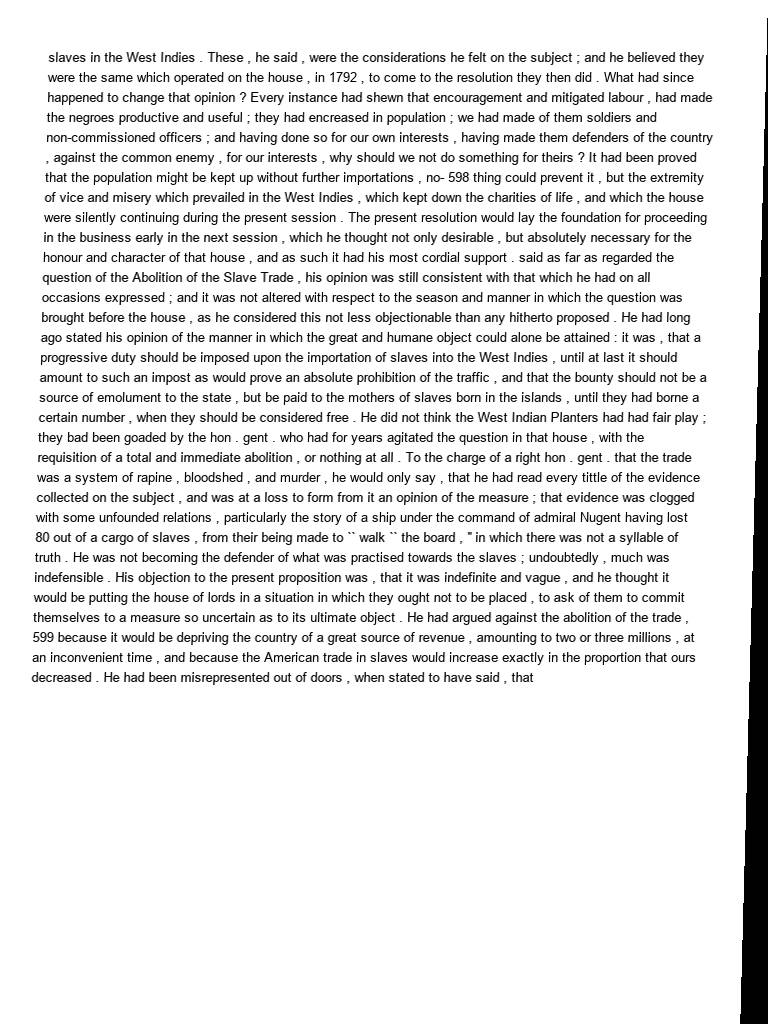 slaves in the West Indies . These , he said , were the considerations he felt on the subject ; and he believed they
were the same which operated on the house , in 1792 , to come to the resolution they then did . What had since
happened to change that opinion ? Every instance had shewn that encouragement and mitigated labour , had made
the negroes productive and useful ; they had encreased in population ; we had made of them soldiers and
non-commissioned officers ; and having done so for our own interests , having made them defenders of the country
, against the common enemy , for our interests , why should we not do something for theirs ? It had been proved
that the population might be kept up without further importations , no- 598 thing could prevent it , but the extremity
of vice and misery which prevailed in the West Indies , which kept down the charities of life , and which the house
were silently continuing during the present session . The present resolution would lay the foundation for proceeding
in the business early in the next session , which he thought not only desirable , but absolutely necessary for the
honour and character of that house , and as such it had his most cordial support . said as far as regarded the
question of the Abolition of the Slave Trade , his opinion was still consistent with that which he had on all
occasions expressed ; and it was not altered with respect to the season and manner in which the question was
brought before the house , as he considered this not less objectionable than any hitherto proposed . He had long
ago stated his opinion of the manner in which the great and humane object could alone be attained : it was , that a
progressive duty should be imposed upon the importation of slaves into the West Indies , until at last it should
amount to such an impost as would prove an absolute prohibition of the traffic , and that the bounty should not be a
source of emolument to the state , but be paid to the mothers of slaves born in the islands , until they had borne a
certain number , when they should be considered free . He did not think the West Indian Planters had had fair play ;
they bad been goaded by the hon . gent . who had for years agitated the question in that house , with the
requisition of a total and immediate abolition , or nothing at all . To the charge of a right hon . gent . that the trade
was a system of rapine , bloodshed , and murder , he would only say , that he had read every tittle of the evidence
collected on the subject , and was at a loss to form from it an opinion of the measure ; that evidence was clogged
with some unfounded relations , particularly the story of a ship under the command of admiral Nugent having lost
80 out of a cargo of slaves , from their being made to `` walk `` the board , " in which there was not a syllable of
truth . He was not becoming the defender of what was practised towards the slaves ; undoubtedly , much was
indefensible . His objection to the present proposition was , that it was indefinite and vague , and he thought it
would be putting the house of lords in a situation in which they ought not to be placed , to ask of them to commit
themselves to a measure so uncertain as to its ultimate object . He had argued against the abolition of the trade ,
599 because it would be depriving the country of a great source of revenue , amounting to two or three millions , at
an inconvenient time , and because the American trade in slaves would increase exactly in the proportion that ours
decreased . He had been misrepresented out of doors , when stated to have said , that